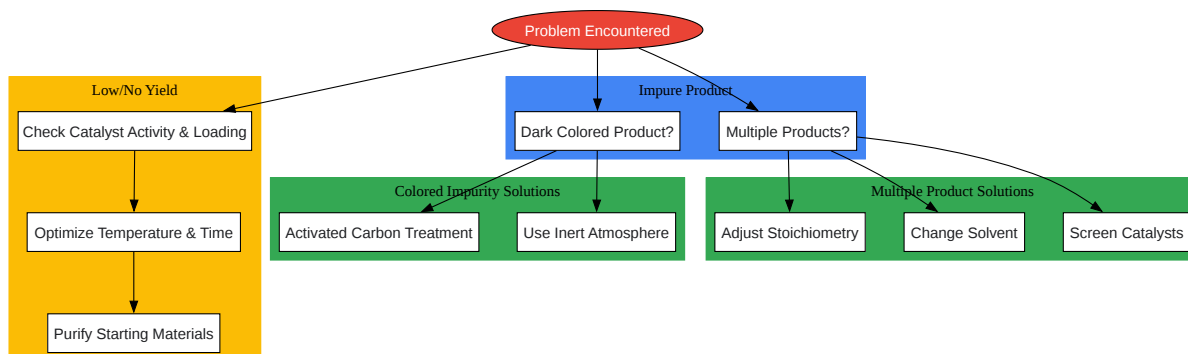 Problem Encountered
Low/No Yield
Impure Product
Check Catalyst Activity & Loading
Dark Colored Product?
Multiple Products?
Colored Impurity Solutions
Multiple Product Solutions
Optimize Temperature & Time
Activated Carbon Treatment
Use Inert Atmosphere
Adjust Stoichiometry
Change Solvent
Screen Catalysts
Purify Starting Materials